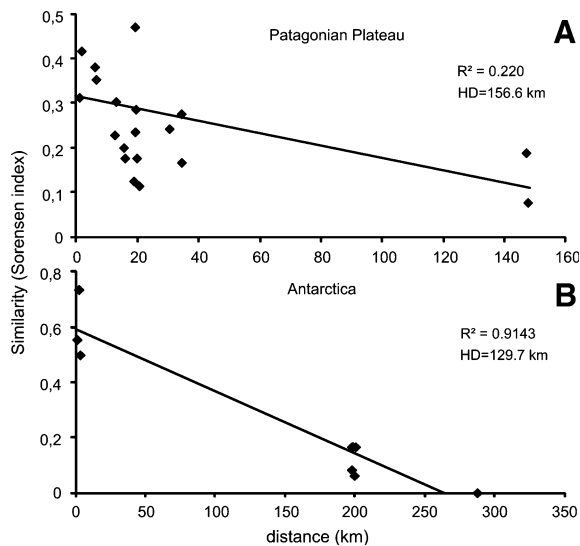 Patagonian Plateau
A
R² = 0.220
HD=156.6 km
0,5
0,4
0,3
0,2
0,1
0
0 20 40 60 80 100 120 140 160
Similarity (Sorensen index)
Antarctica
B
R² = 0.9143
HD=129.7 km
0,8
0,6
0,4
0,2
0
0 50 100 150 200 250 300 350
distance (km)